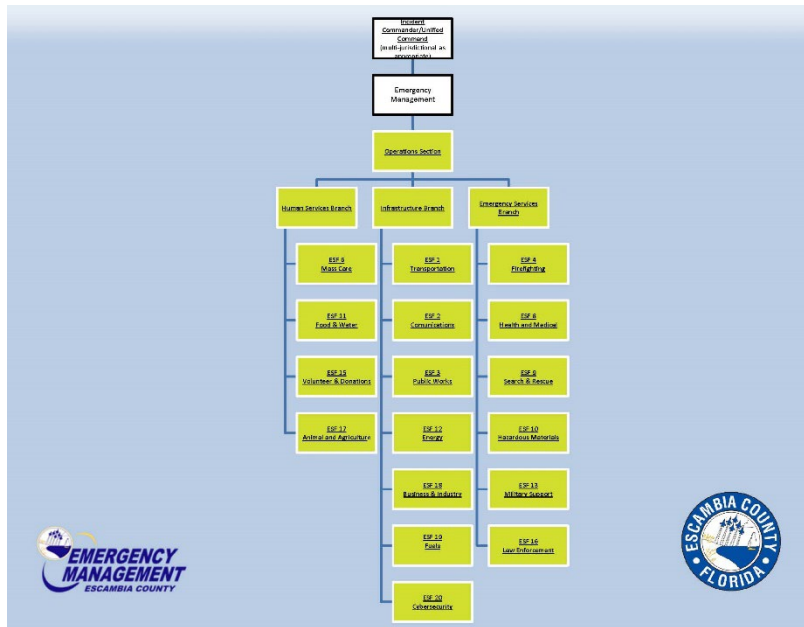 Incident
Commander/Unified
Command
(multi-jurisdictional as
appropriate)
Emergency
Management
Operations Section
Human Services Branch
Infrastructure Branch
Emergency Services
Branch
ESF 6
Mass Care
ESF 11
Food & Water
ESF 15
Volunteer & Donations
ESF 17
Animal and Agriculture
ESF 1
Transportation
ESF 2
Comunications
ESF 3
Public Works
ESF 12
Energy
ESF 18
Business & Industry
ESF 19
Fuels
ESF 20
Cybersecurity
ESF 4
Firefighting
ESF
Health and Medical
ESF
Search & Rescue
ESF 10
Hazardous Materials
ESF 13
Military Support
ESF 16
Law Enforcement
EMERGENCY
MANAGEMENT
ESCAMBIA COUNTY
ESCAMBIA COUNTY
FLORIDA